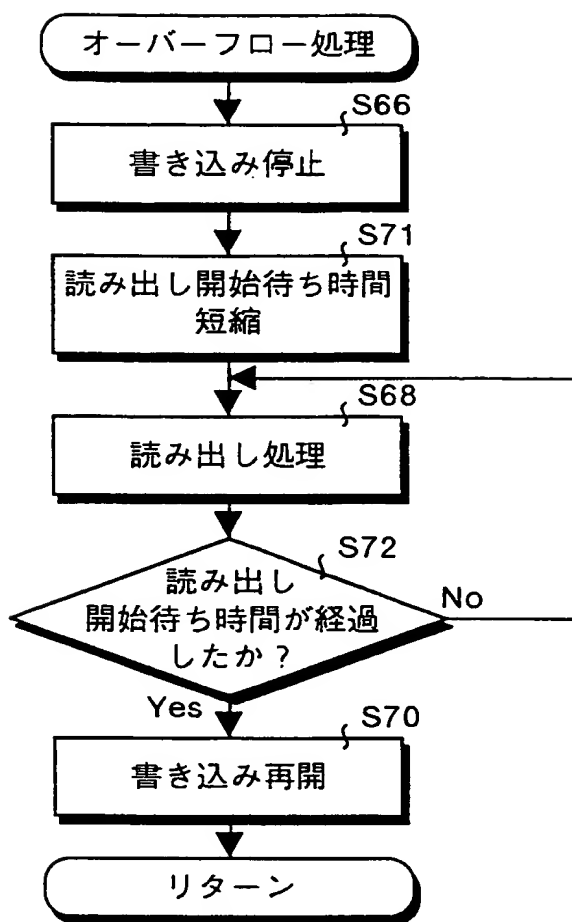 オーバーフロー処理
S66
書き込み停止
S71
読み出し開始待ち時間
短縮
S68
読み出し処理
S72
読み出し
開始待ち時間が経過
したか?
No
Yes
S70
書き込み再開
リターン